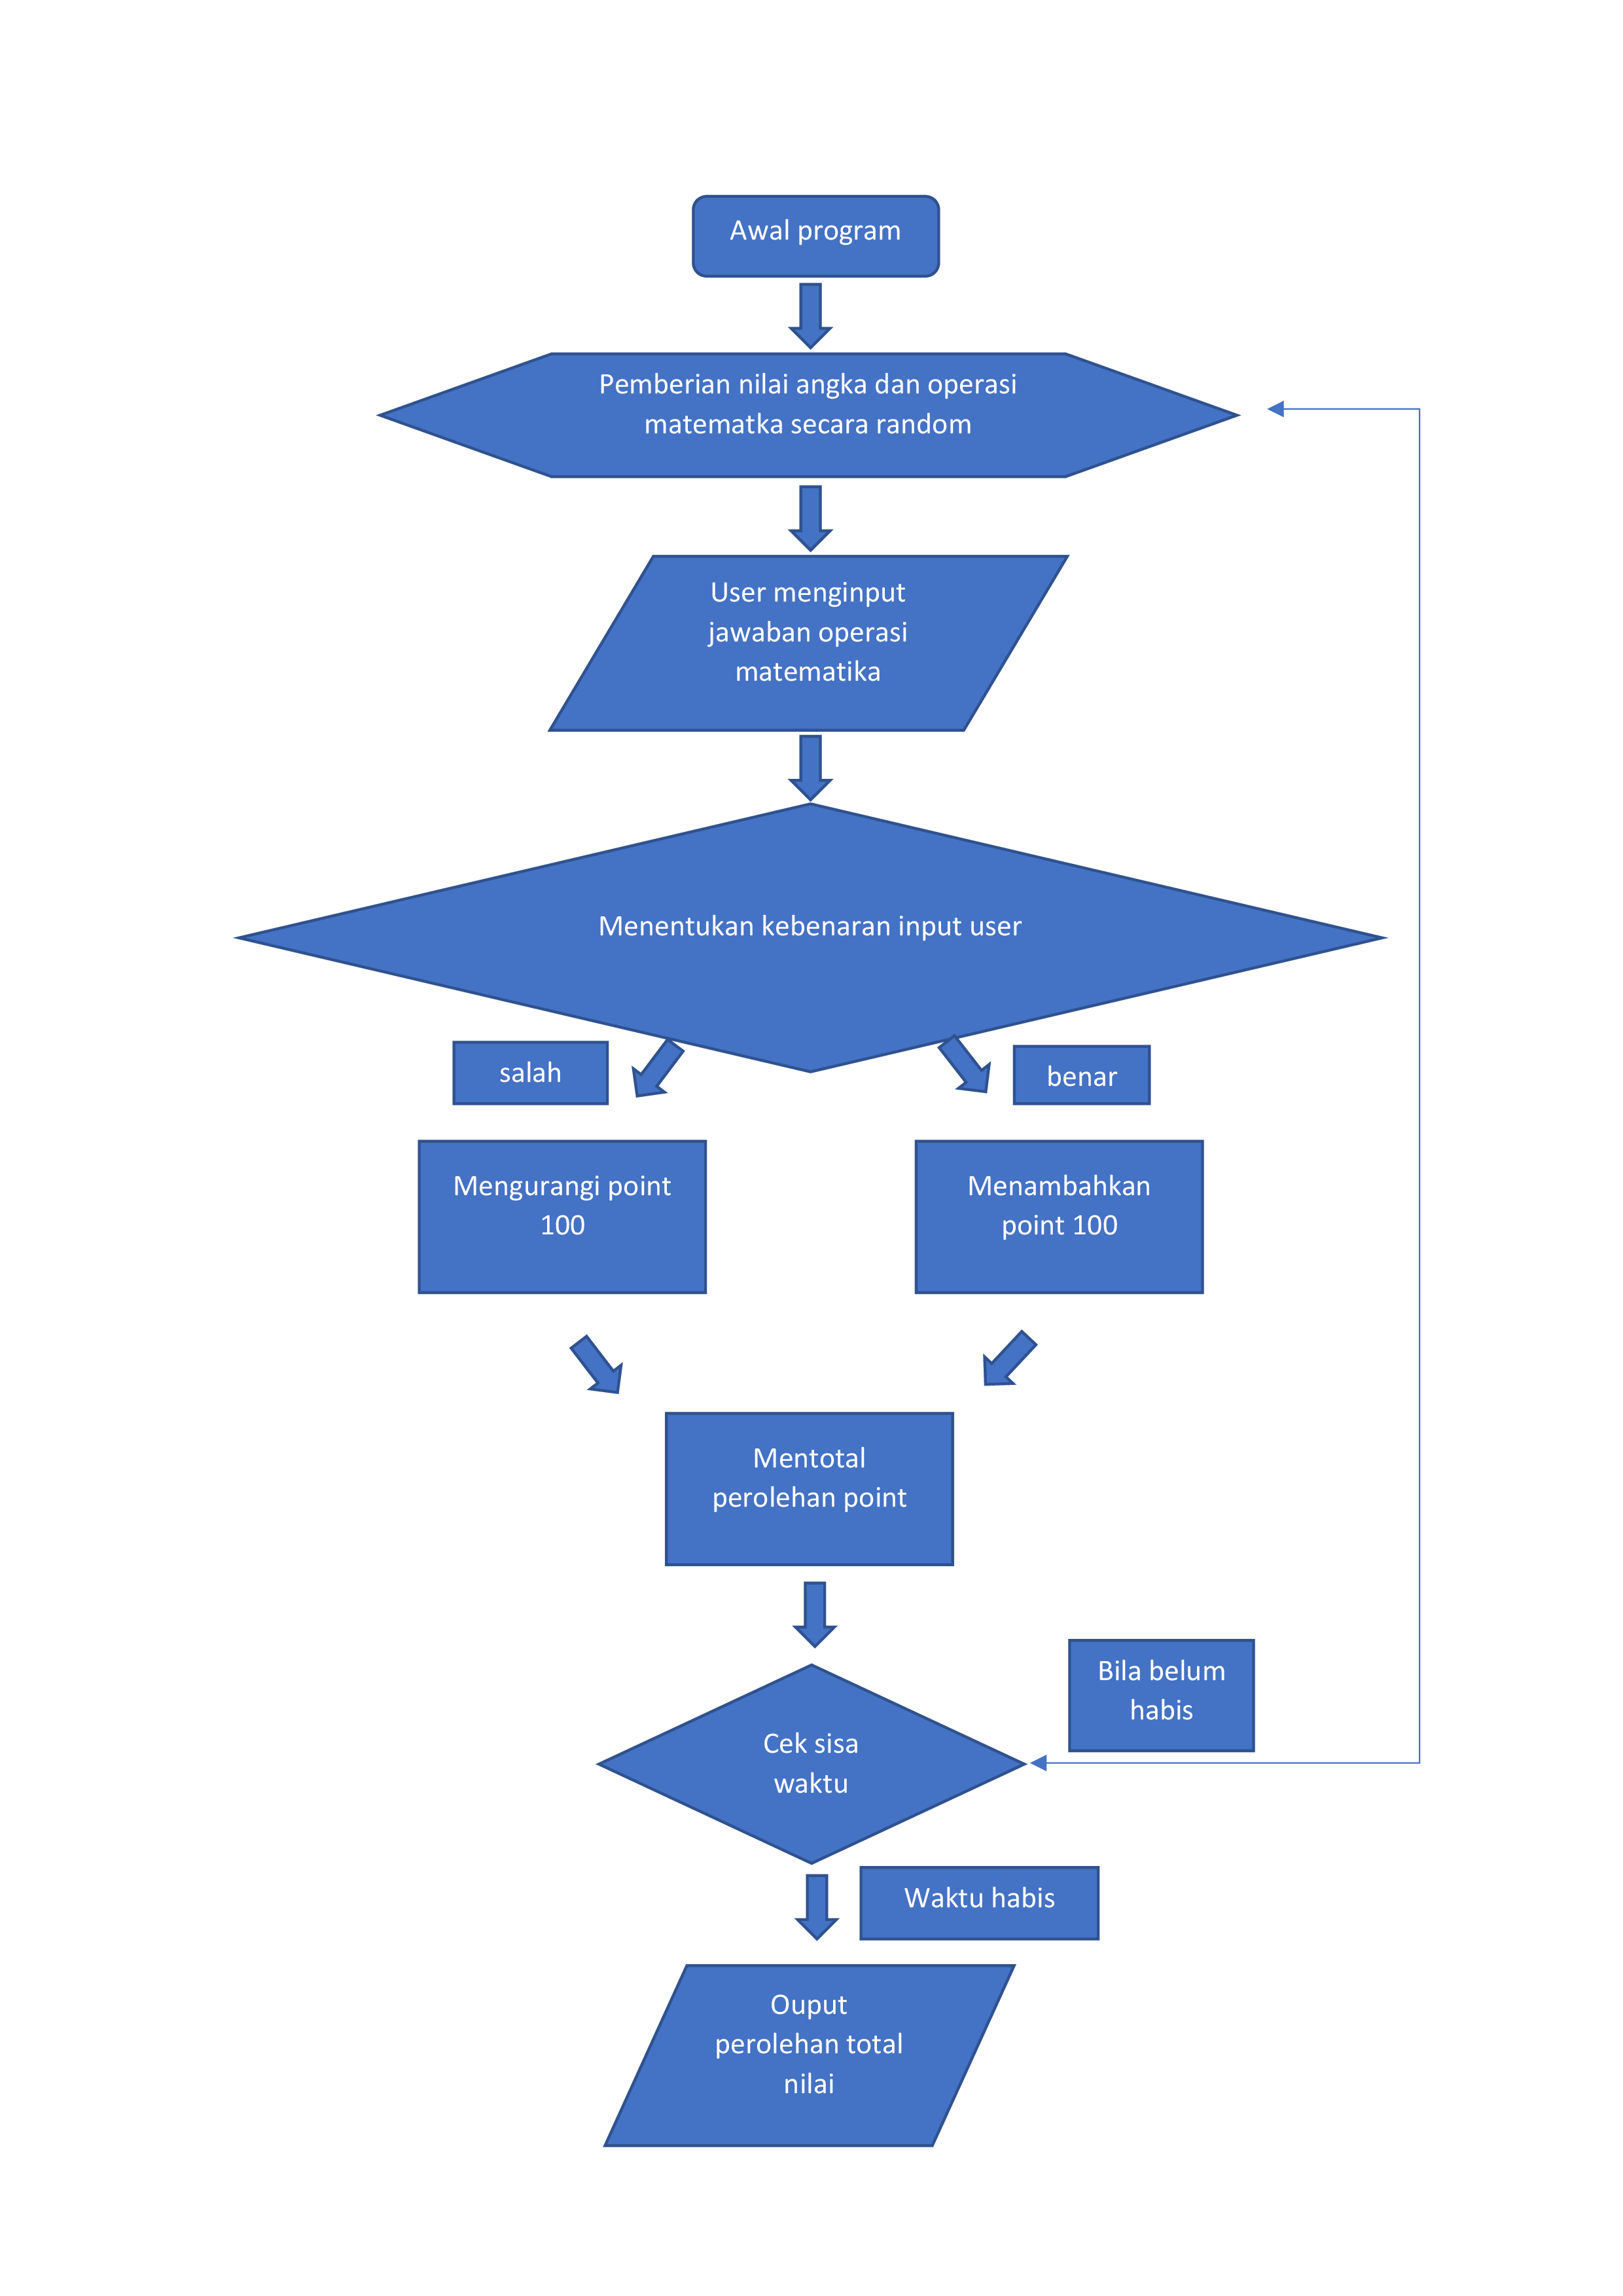 Awal program
Pemberian nilai angka dan operasi
matematka secara random
User menginput
jawaban operasi
matematika
Menentukan kebenaran input user
salah
benar
Mengurangi point
100
Menambahkan
point 100
Mentotal
perolehan point
Bila belum
habis
Cek sisa
waktu
Waktu habis
Ouput
perolehan total
nilai